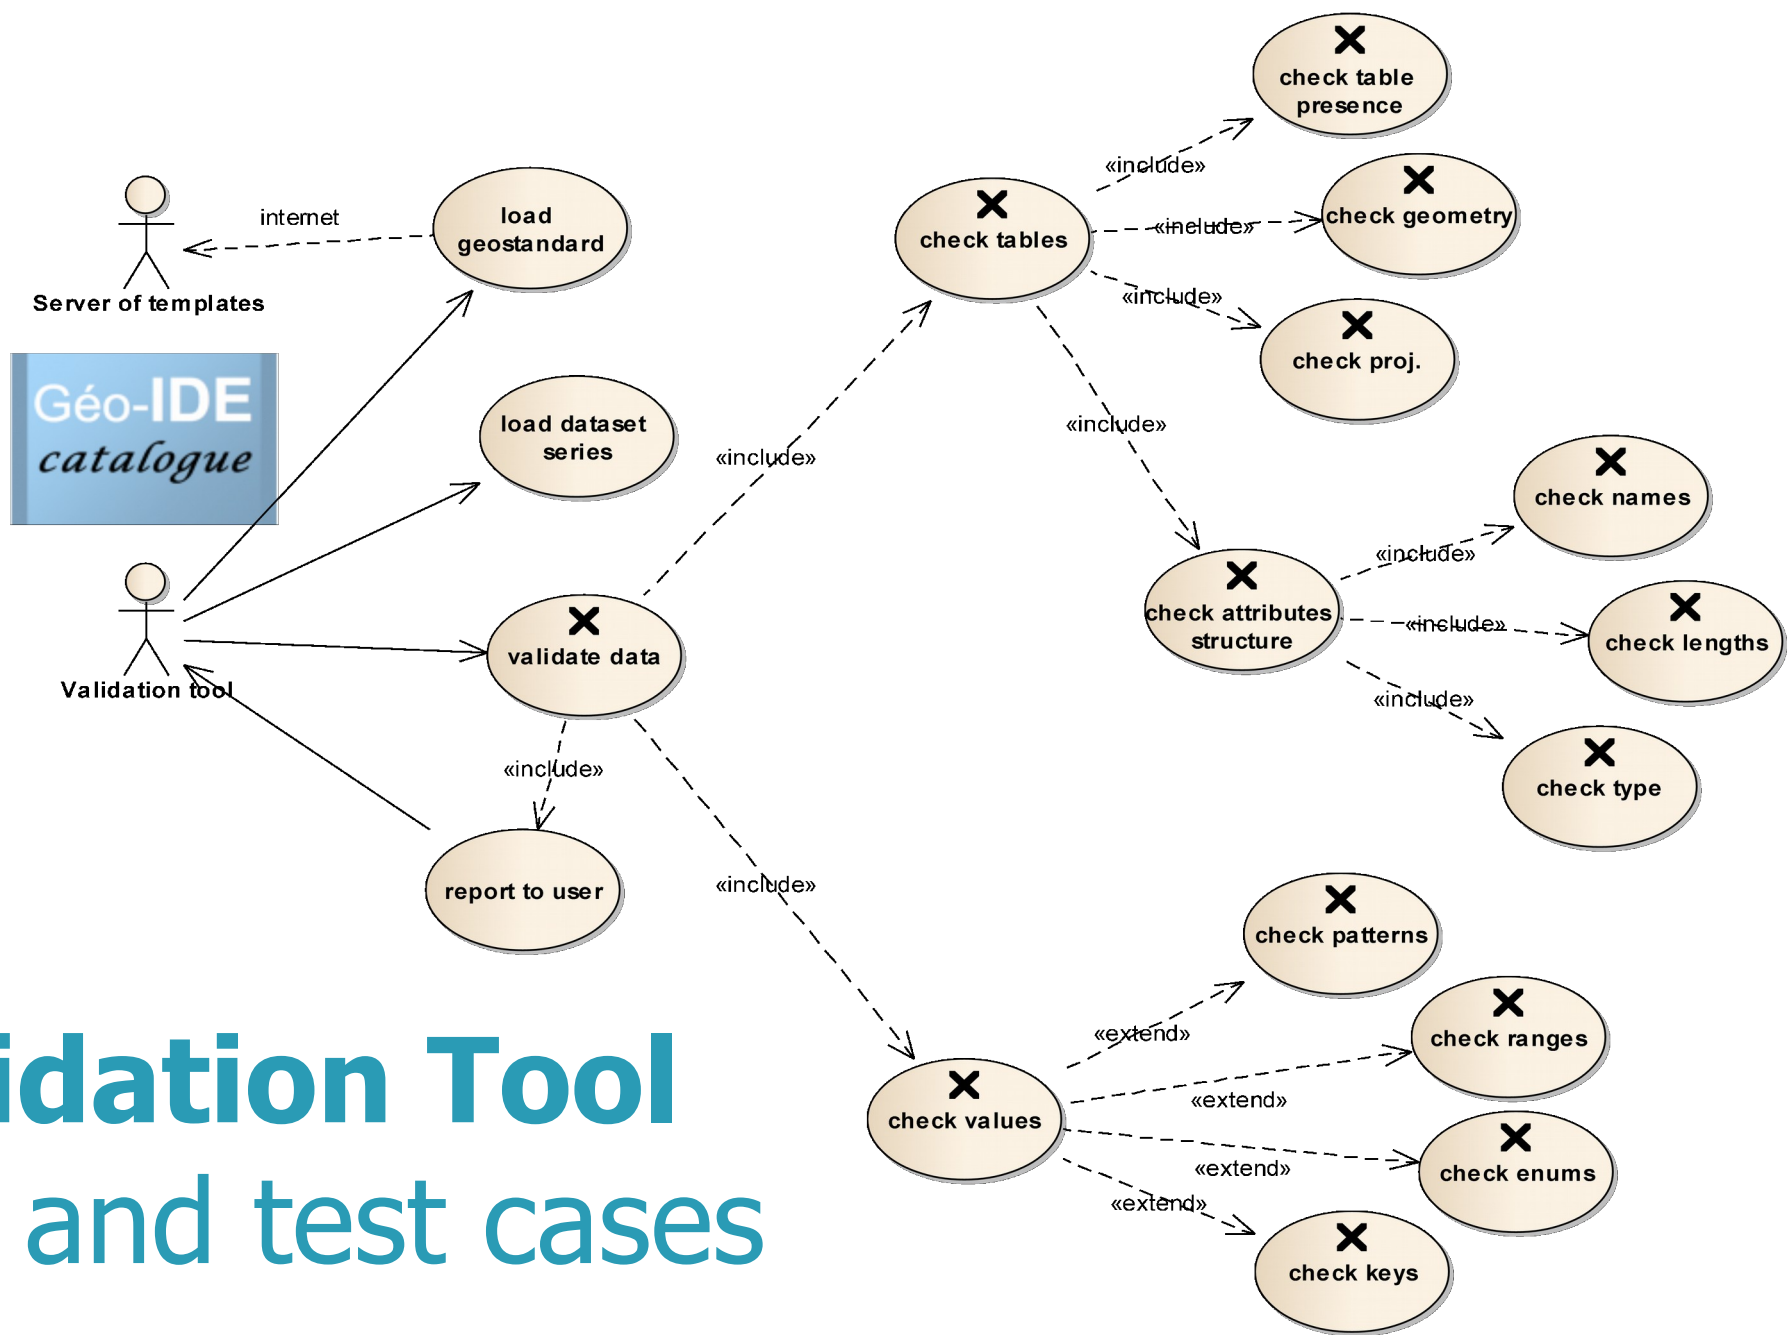 check table
presence
«include»
check geometry
«include»
check tables
«include»
check proj.
internet
load
geostandard
Server of templates
Géo-IDE
catalogue
load dataset
series
«include»
«include»
check names
«include»
check attributes
structure
«include»
check lengths
«include»
check type
validate data
Validation tool
«include»
report to user
«include»
check patterns
«extend»
check ranges
«extend»
check values
«extend»
check enums
«extend»
check keys
idation Tool
and test cases